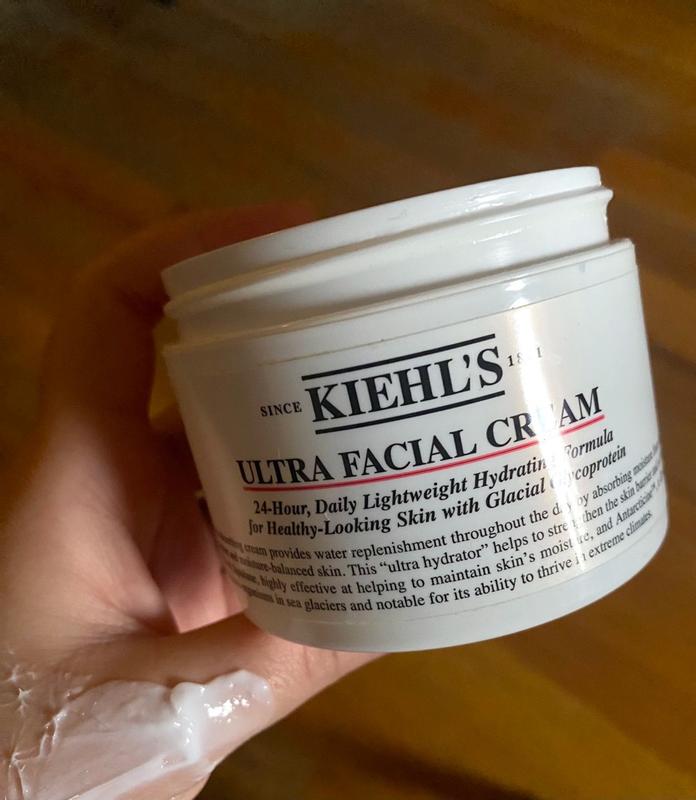 SINCE KIEHL'S
ULTRA FACIAL CREAM
24-Hour, Daily Lightweight Hydrating Formula
for Healthy-Looking Skin with Glacial Glycoprotein
cream provides water replenishment throughout the day by absorbing moisture
and moisture-balanced skin. This “ultra hydrator” helps to strengthen the skin barrier
highly effective at helping to maintain skin's moisture, and Antarcticine™,
in sea glaciers and notable for its ability to thrive in extreme climates.